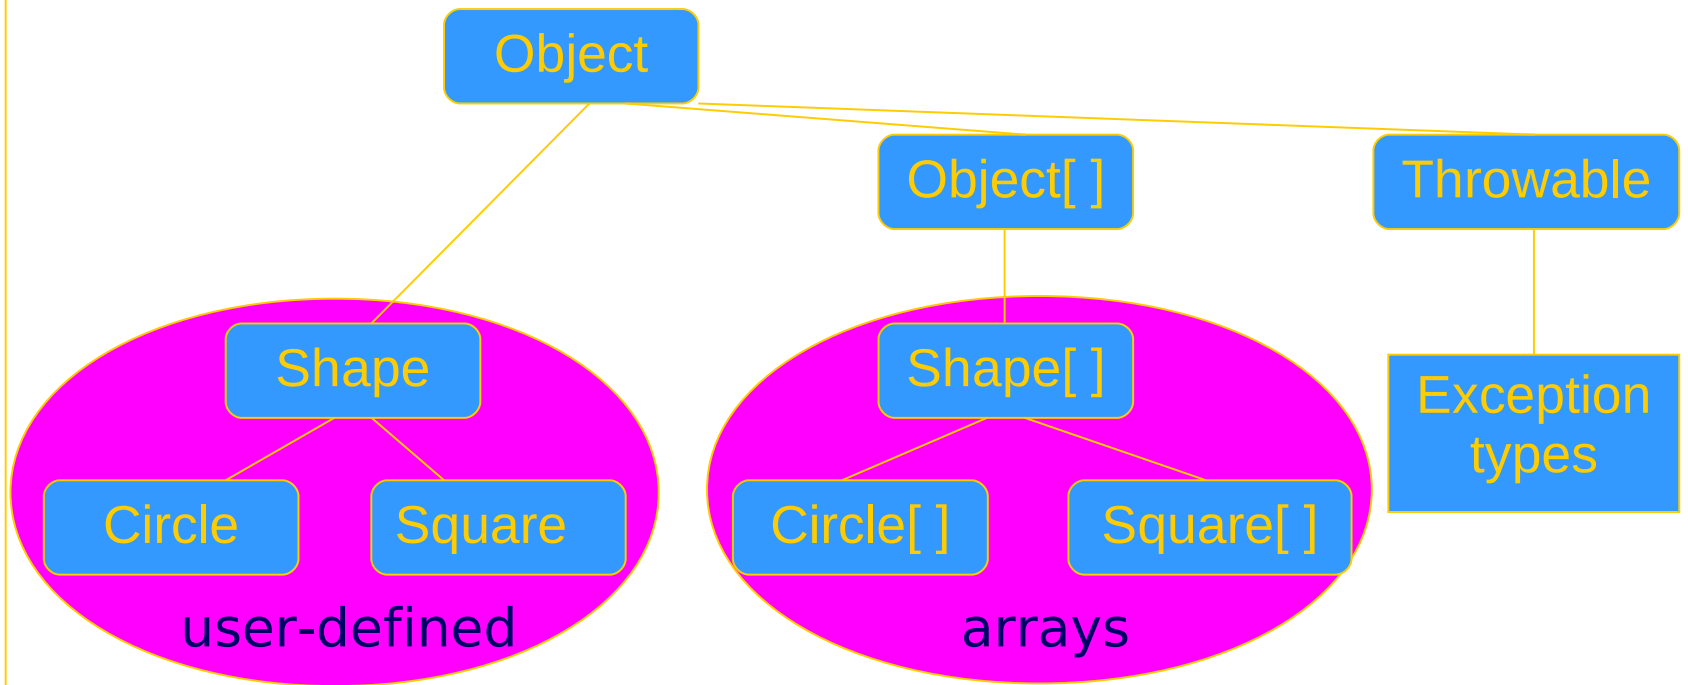 Object
Object[ ]
Throwable
Shape
Shape[ ]
Exception
types
Circle
Square
Circle[ ]
Square[ ]
user-defined
arrays